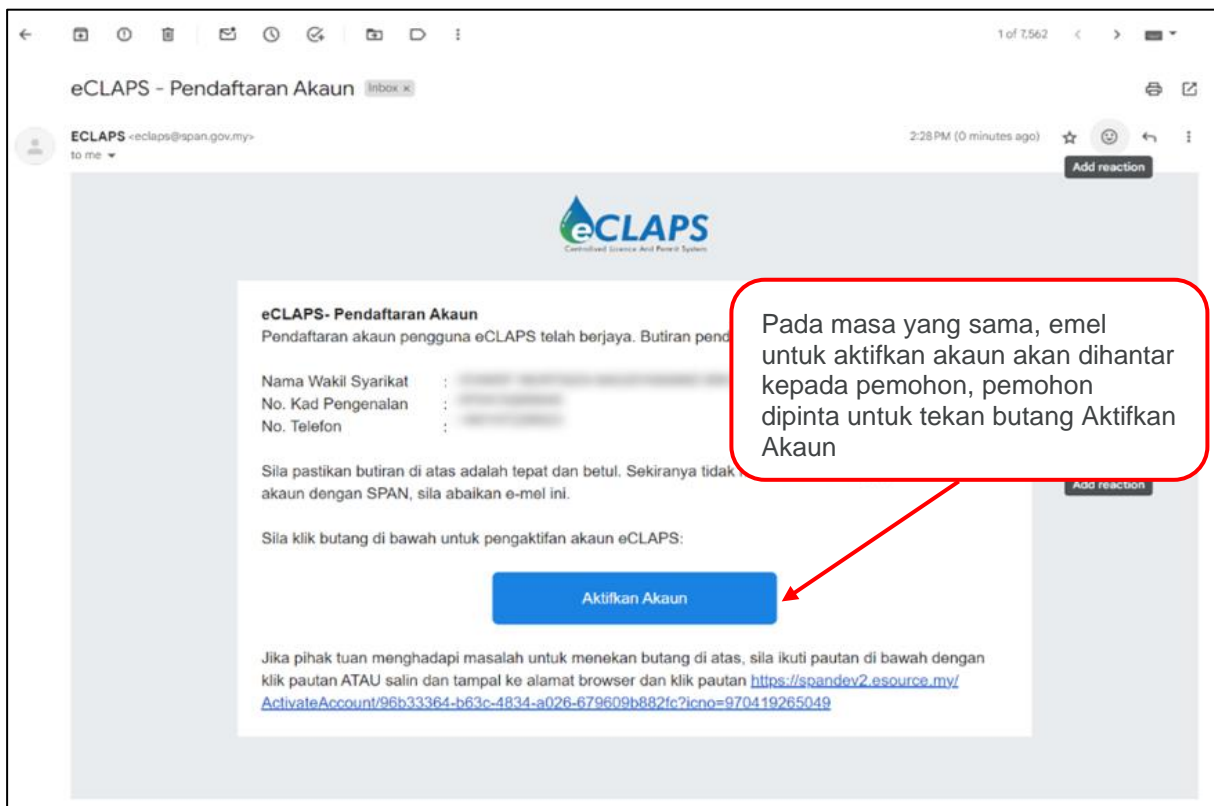 1 of 7,562
eCLAPS - Pendaftaran Akaun Inbox x
ECLAPS <eclaps@span.gov.my>
2:28 PM (0 minutes ago)
to me
Add reaction
eCLAPS
Centralised Licence And Permit System
eCLAPS- Pendaftaran Akaun
Pendaftaran akaun pengguna eCLAPS telah berjaya. Butiran pend
Nama Wakil Syarikat :
No. Kad Pengenalan :
No. Telefon :
Pada masa yang sama, emel
untuk aktifkan akaun akan dihantar
kepada pemohon, pemohon
dipinta untuk tekan butang Aktifkan
Akaun
Sila pastikan butiran di atas adalah tepat dan betul. Sekiranya tidak
akaun dengan SPAN, sila abaikan e-mel ini.
Add reaction
Sila klik butang di bawah untuk pengaktifan akaun eCLAPS:
Aktifkan Akaun
Jika pihak tuan menghadapi masalah untuk menekan butang di atas, sila ikuti pautan di bawah dengan
klik pautan ATAU salin dan tampal ke alamat browser dan klik pautan https://spandev2.esource.my/
ActivateAccount/96b33364-b63c-4834-a026-679609b882fc?icno=970419265049